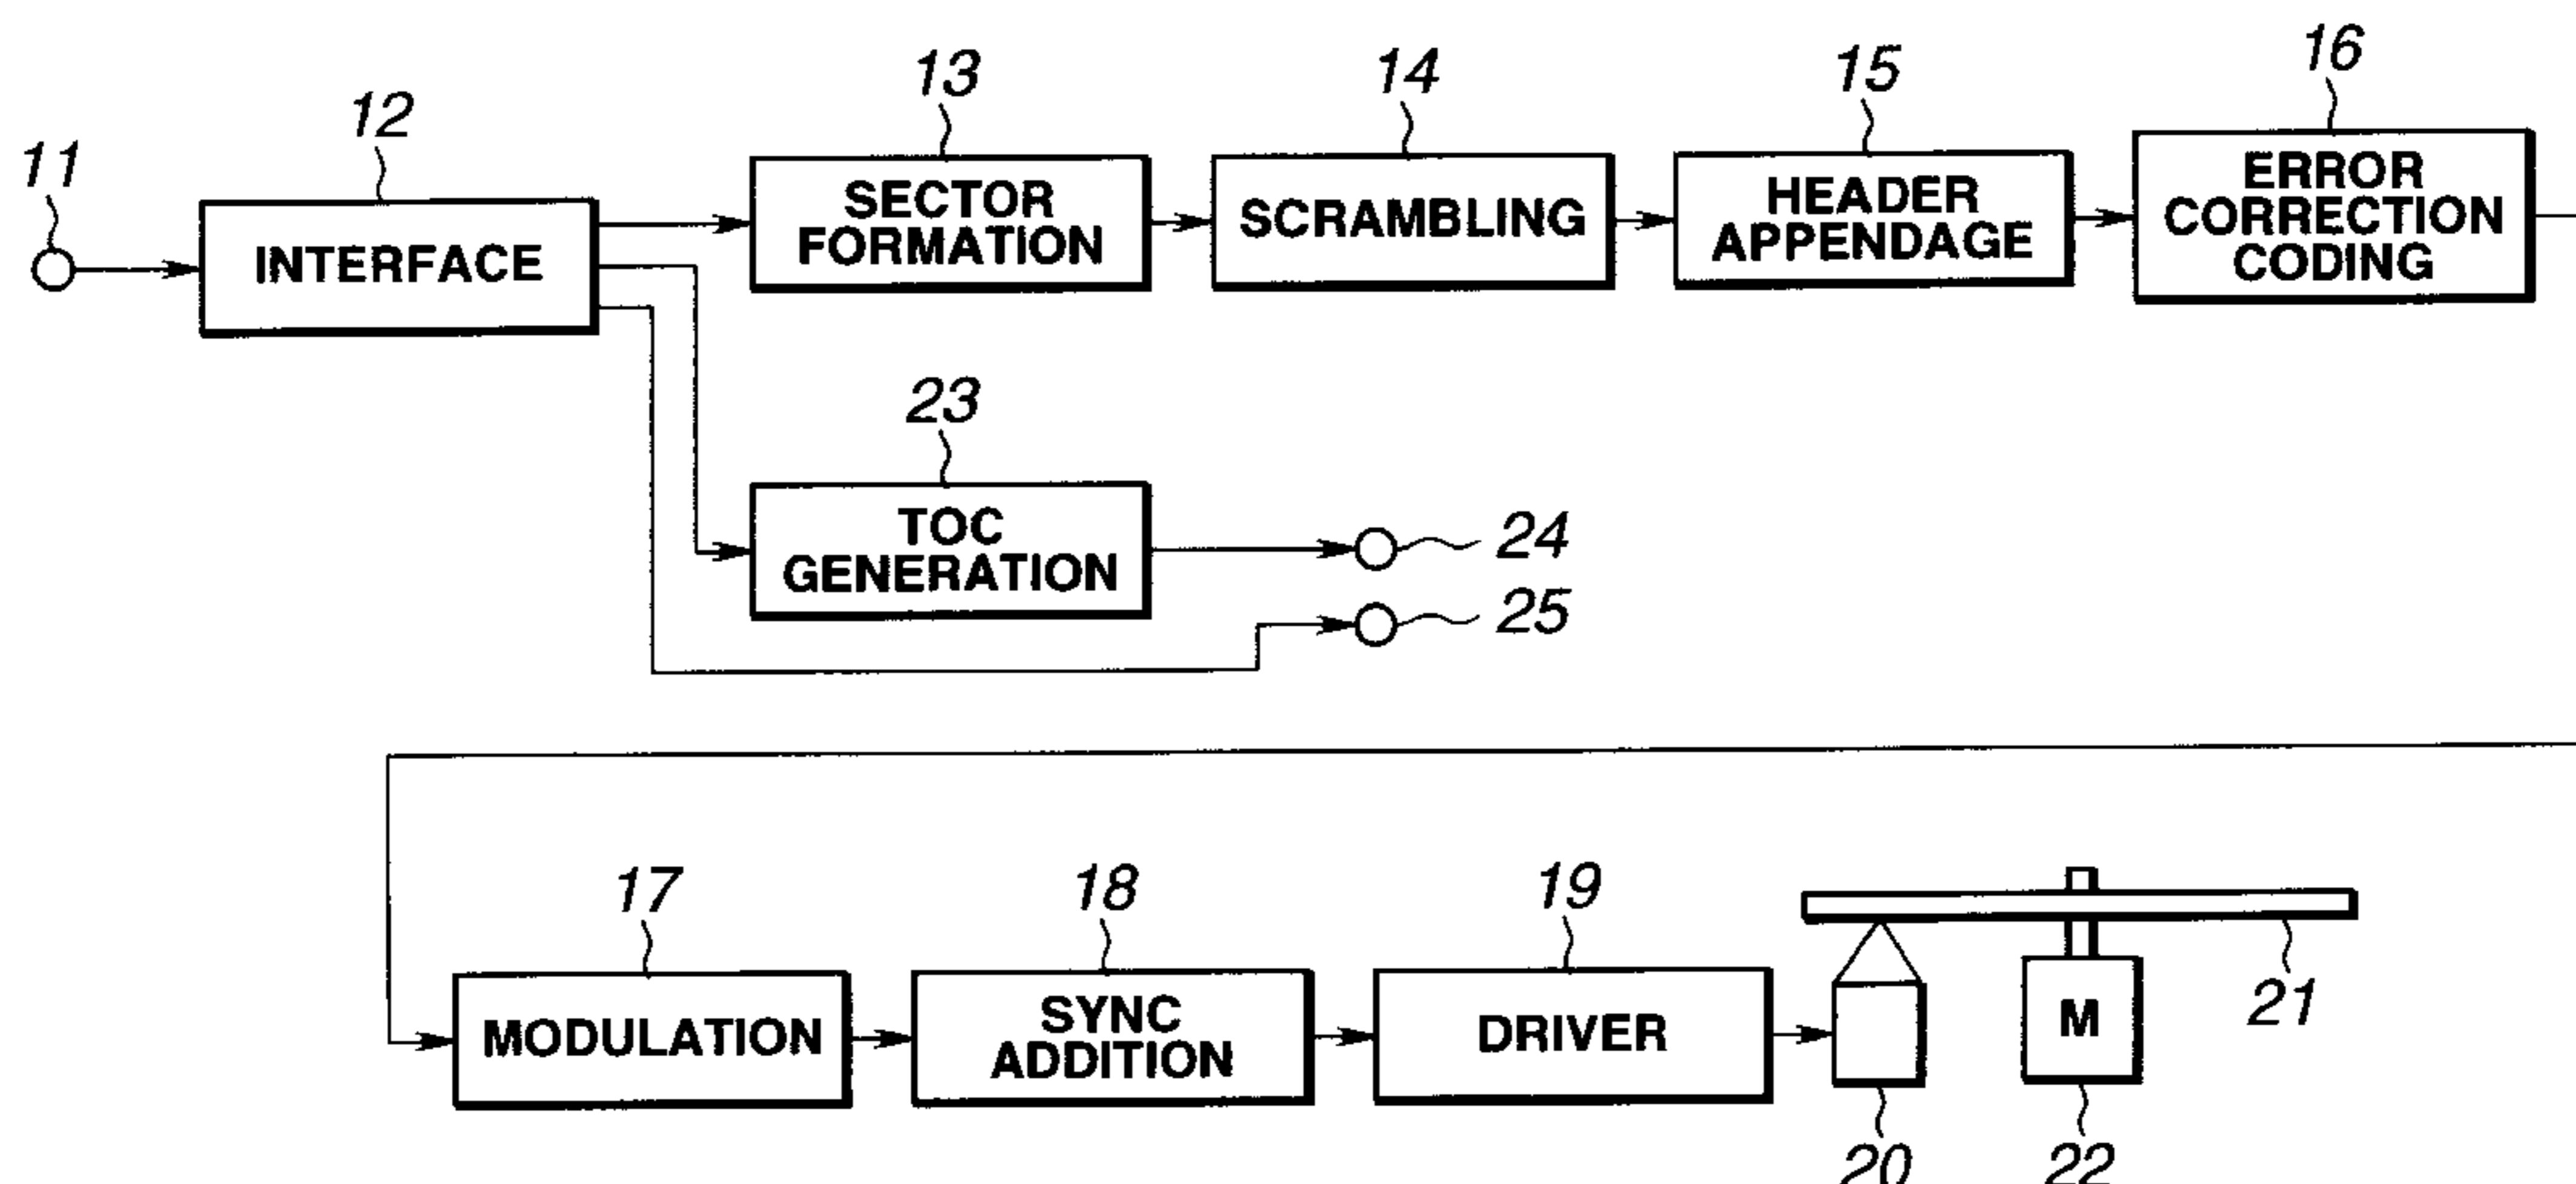 11
12
INTERFACE
13
SECTOR
FORMATION
14
SCRAMBLING
15
HEADER
APPENDAGE
16
ERROR
CORRECTION
CODING
23
TOC
GENERATION
24
25
17
MODULATION
18
SYNC
ADDITION
19
DRIVER
20
21
M
22